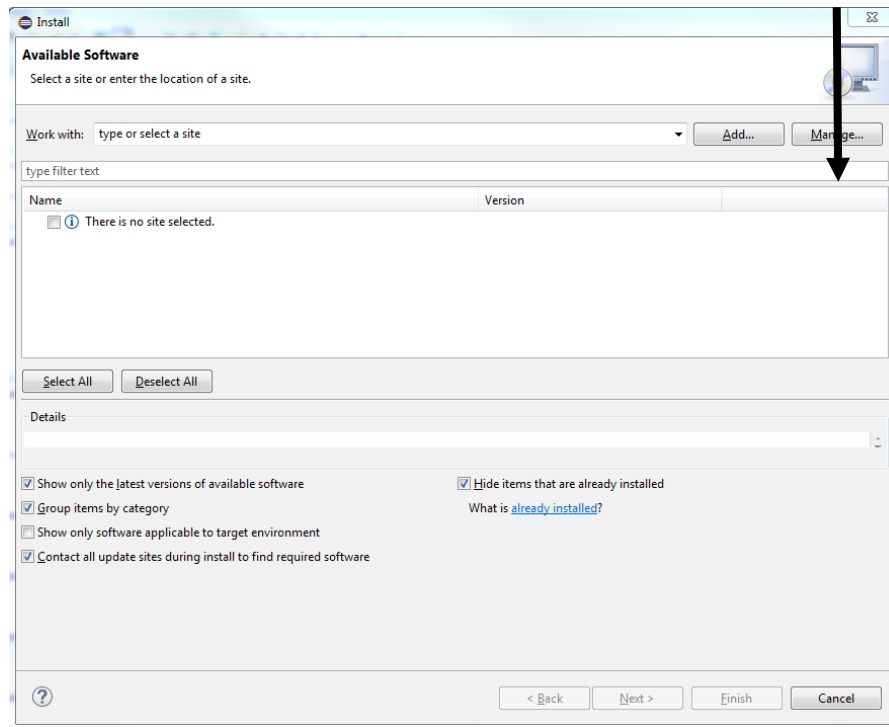 Install
Available Software
Select a site or enter the location of a site.
Work with: type or select a site Add... Manage...
type filter text
Name Version
There is no site selected.
Select All Deselect All
Details
Show only the latest versions of available software Hide items that are already installed
Group items by category What is already installed?
Show only software applicable to target environment
Contact all update sites during install to find required software
< Back Next > Finish Cancel